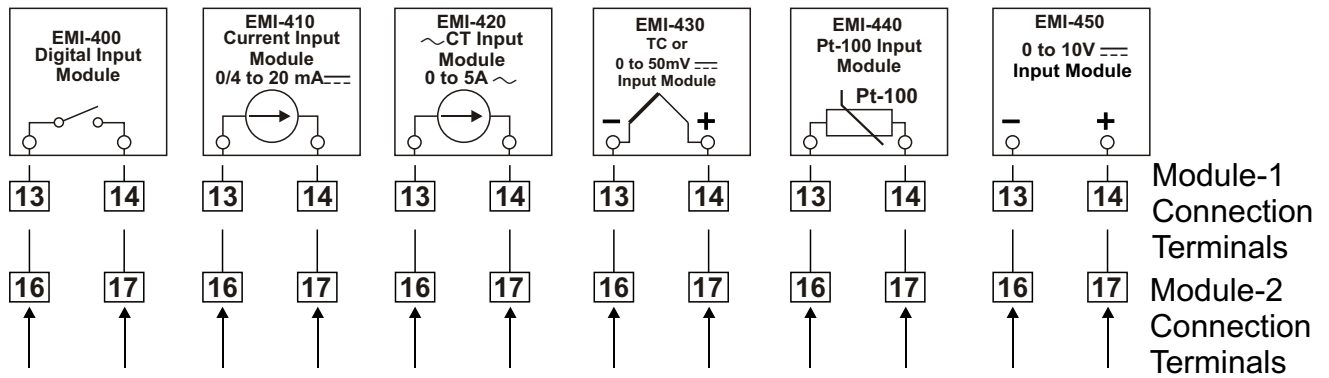 EMI-400
Digital Input
Module
EMI-410
Current Input
Module
0/4 to 20 mA
EMI-420
CT Input
Module
0 to 5A
EMI-430
TC or
0 to 50mV
Input Module
− +
EMI-440
Pt-100 Input
Module
Pt-100
EMI-450
0 to 10V
Input Module
− +
13 14 13 14 13 14 13 14 13 14 13 14
Module-1
Connection
Terminals
16 17 16 17 16 17 16 17 16 17 16 17
Module-2
Connection
Terminals